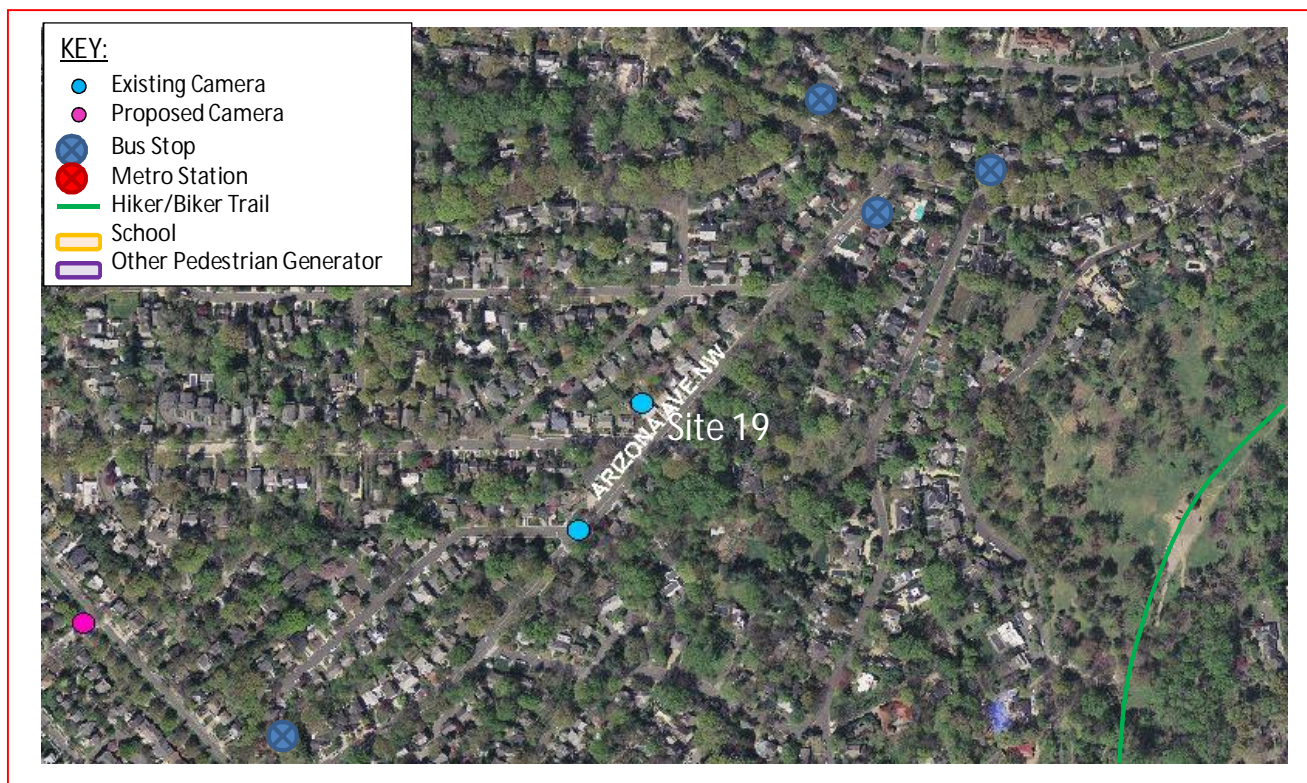 KEY:
Existing Camera
Proposed Camera
Bus Stop
Metro Station
Hiker/Biker Trail
School
Other Pedestrian Generator
ARIZONA AVE NW
Site 19